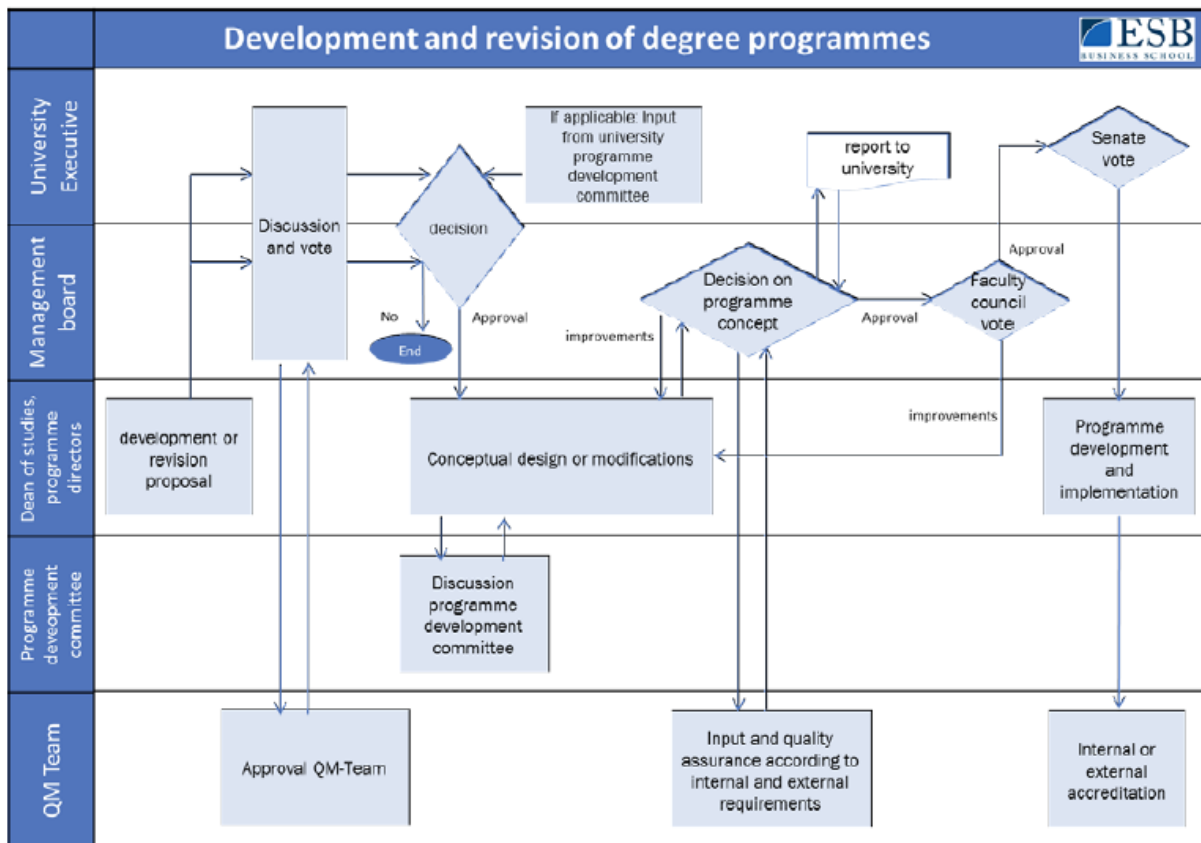 Development and revision of degree programmes
ESB
BUSINESS SCHOOL
University
Executive
Discussion
and vote
decision
If applicable: Input
from university
programme
development
committee
report to
university
Senate
vote
Management
board
No
End
Approval
improvements
Decision on
programme
concept
Approval
Faculty
council
vote
Approval
improvements
Dean of studies,
programme
directors
development or
revision
proposal
Conceptual design or modifications
Programme
development
and
implementation
Programme
deveopment
committee
Discussion
programme
development
committee
QM Team
Approval QM-Team
Input and quality
assurance according to
internal and external
requirements
Internal or
external
accreditation